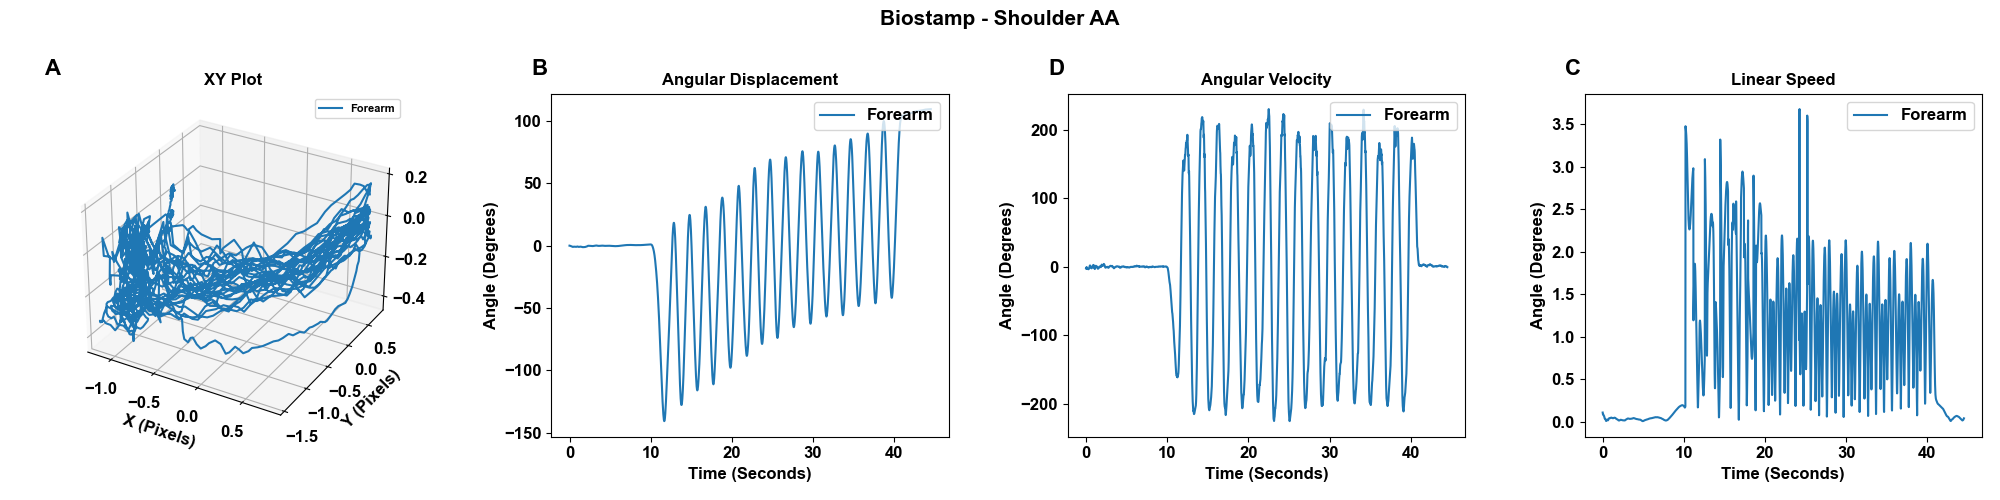 Biostamp - Shoulder AA
A
XY Plot
Forearm
0.2
0.0
−0.2
−0.4
−1.0
−0.5
0.0
0.5
X (Pixels)
0.5
0.0
−0.5
−1.0
−1.5
Y (Pixels)
B
Angular Displacement
Forearm
100
50
0
−50
−100
−150
Angle (Degrees)
0 10 20 30 40
Time (Seconds)
D
Angular Velocity
Forearm
200
100
0
−100
−200
Angle (Degrees)
0 10 20 30 40
Time (Seconds)
C
Linear Speed
Forearm
3.5
3.0
2.5
2.0
1.5
1.0
0.5
0.0
Angle (Degrees)
0 10 20 30 40
Time (Seconds)